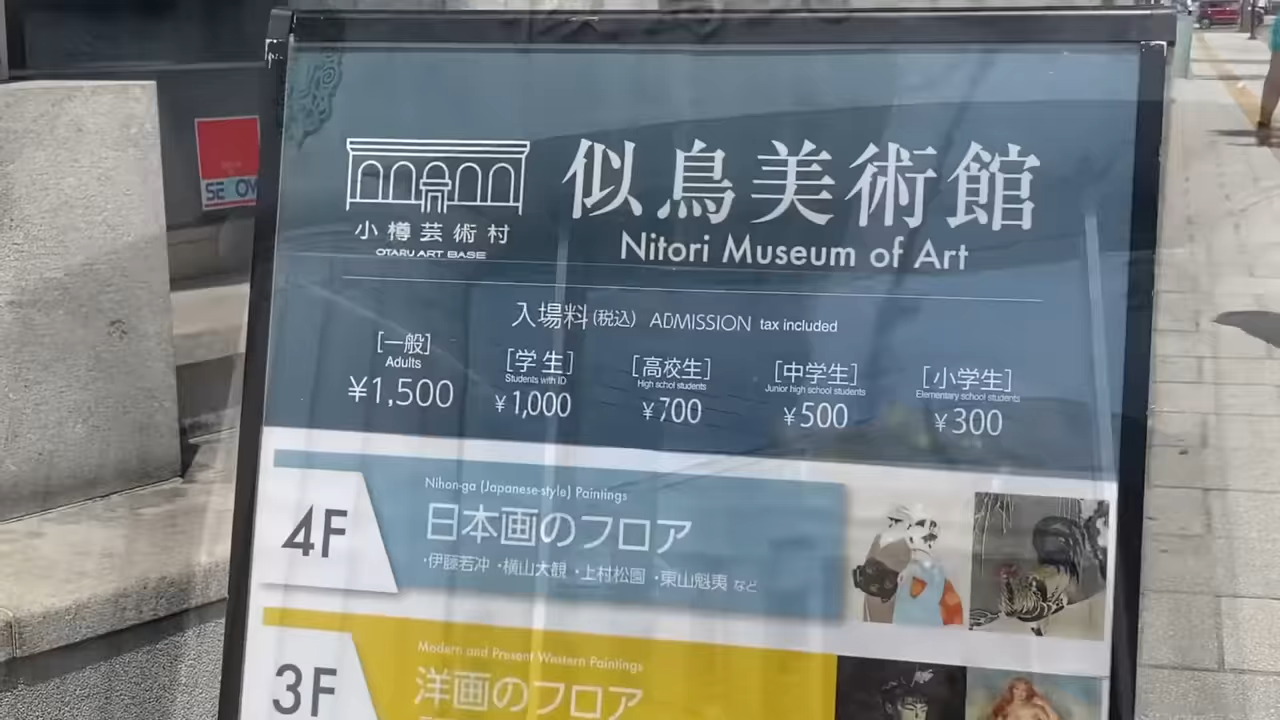 似鳥美術館
Nitori Museum of Art
小樽芸術村
OTARU ART BASE
入場料(税込) ADMISSION tax included
[一般]
Adults
¥1,500
[学生]
Students with ID
¥1,000
[高校生]
High schol students
¥700
[中学生]
Junior high school students
¥500
[小学生]
Elementary school students
¥300
4F
Nihon-ga (Japanese-style) Paintings
日本画のフロア
・伊藤若冲 ・横山大観 ・上村松園 ・東山魁夷 など
3F
Modern and Present Western Paintings
洋画のフロア